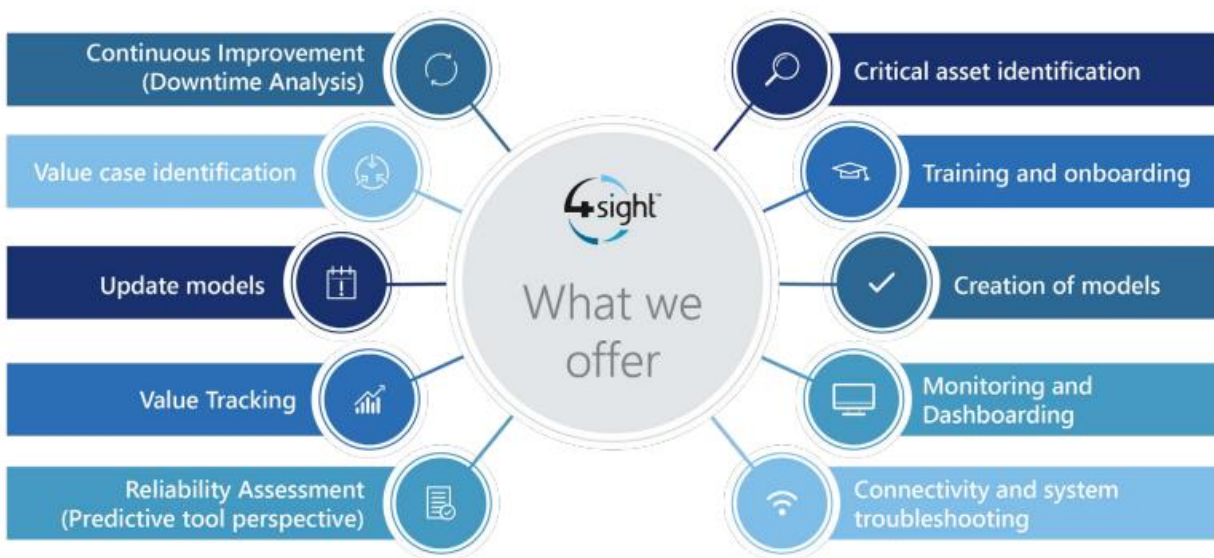 Continuous Improvement
(Downtime Analysis)
Value case identification
Update models
Value Tracking
Reliability Assessment
(Predictive tool perspective)
4sight™
What we
offer
Critical asset identification
Training and onboarding
Creation of models
Monitoring and
Dashboarding
Connectivity and system
troubleshooting